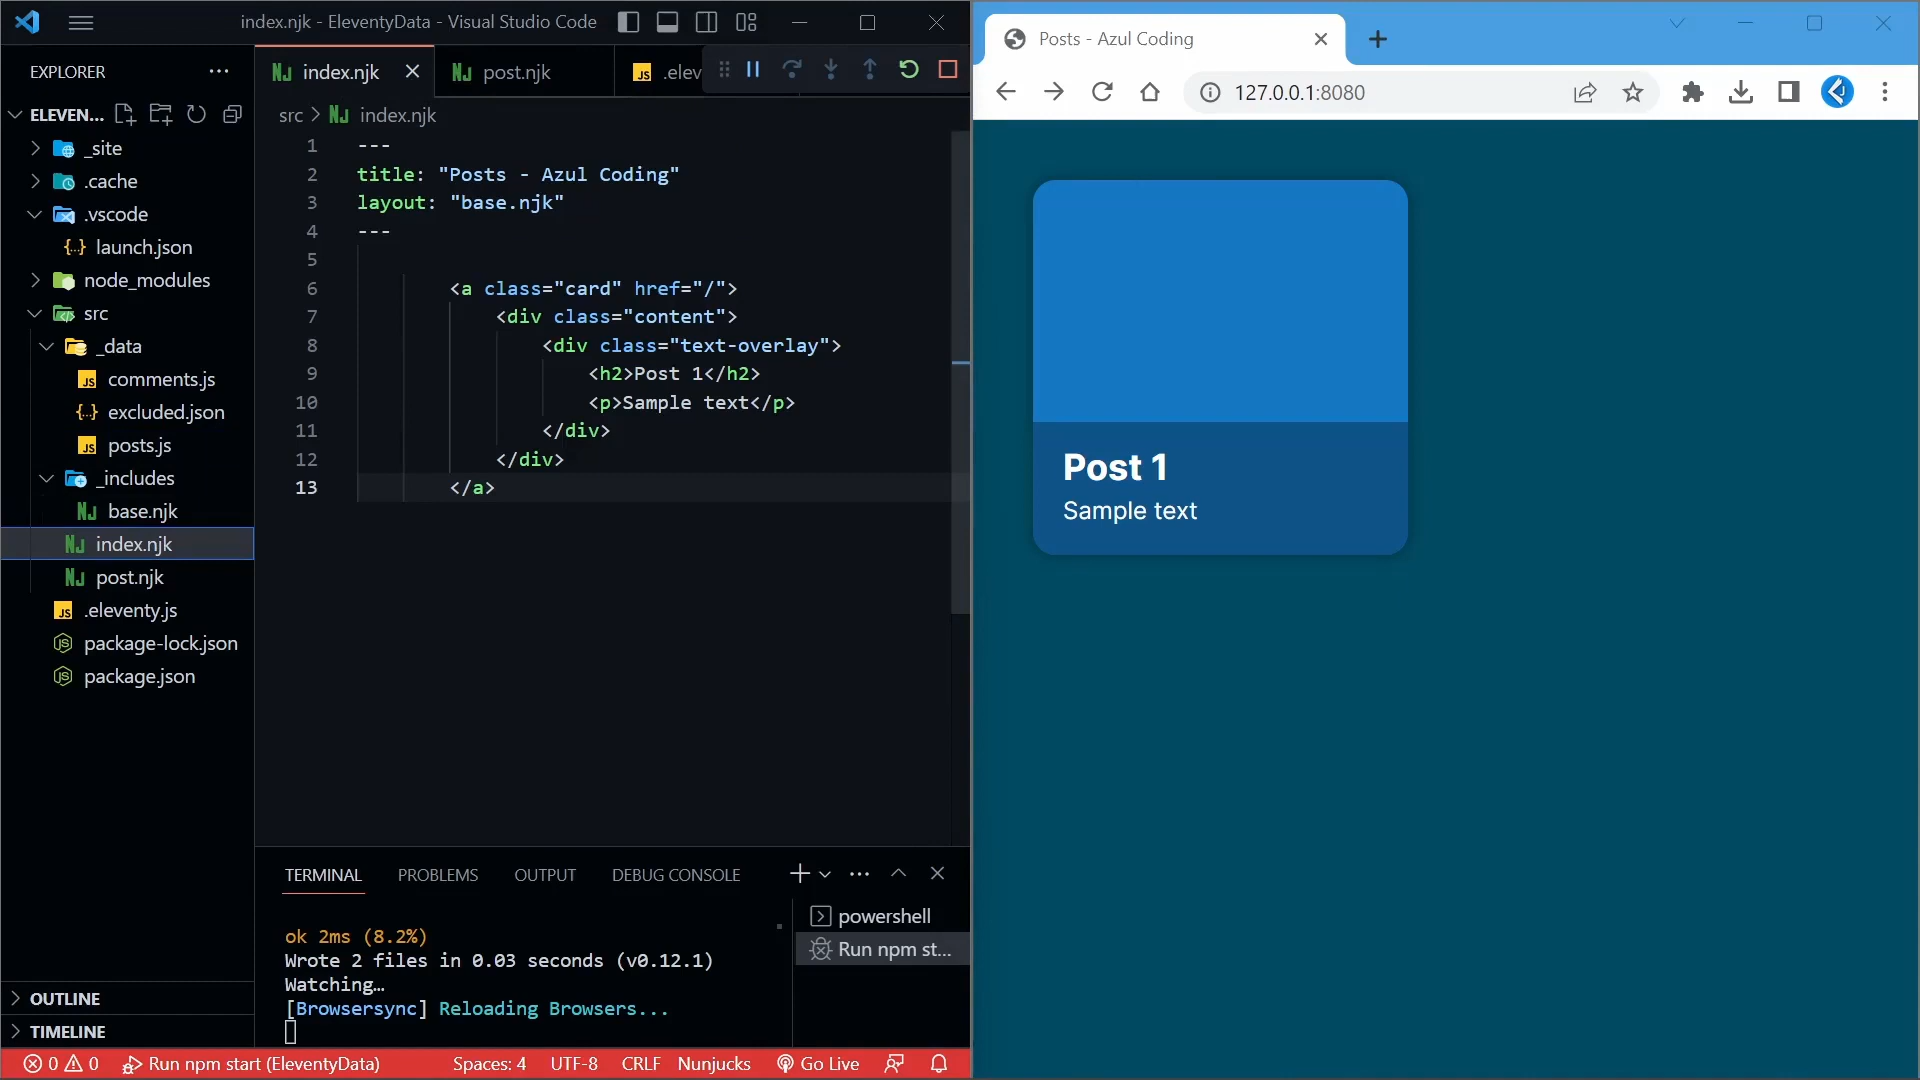 index.njk - EleventyData - Visual Studio Code
EXPLORER
ELEVEN...
_site
.cache
.vscode
launch.json
node_modules
src
_data
comments.js
excluded.json
posts.js
_includes
base.njk
index.njk
post.njk
.eleventy.js
package-lock.json
package.json
OUTLINE
TIMELINE
index.njk
post.njk
.elev
src > index.njk
1 ---
2 title: "Posts - Azul Coding"
3 layout: "base.njk"
4 ---
5
6 <a class="card" href="/">
7 <div class="content">
8 <div class="text-overlay">
9 <h2>Post 1</h2>
10 <p>Sample text</p>
11 </div>
12 </div>
13 </a>
TERMINAL PROBLEMS OUTPUT DEBUG CONSOLE
ok 2ms (8.2%)
Wrote 2 files in 0.03 seconds (v0.12.1)
Watching…
[Browsersync] Reloading Browsers...
powershell
Run npm st...
0 0 Run npm start (EleventyData) Spaces: 4 UTF-8 CRLF Nunjucks Go Live
Posts - Azul Coding
127.0.0.1:8080
Post 1
Sample text